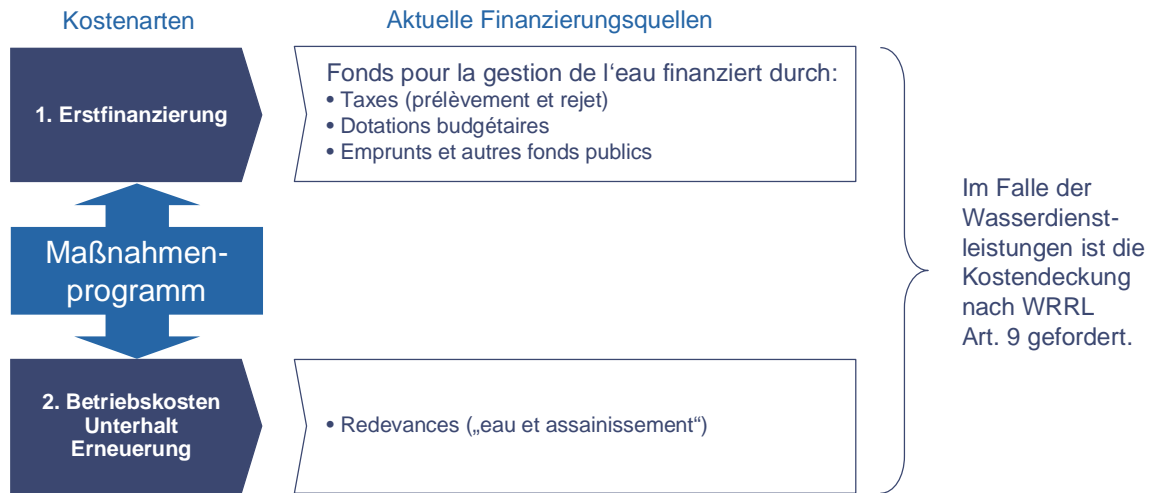 Kostenarten
Aktuelle Finanzierungsquellen
1. Erstfinanzierung
Fonds pour la gestion de l‘eau finanziert durch:
• Taxes (prélèvement et rejet)
• Dotations budgétaires
• Emprunts et autres fonds publics
Maßnahmen-
programm
2. Betriebskosten
Unterhalt
Erneuerung
• Redevances („eau et assainissement“)
Im Falle der
Wasserdienst-
leistungen ist die
Kostendeckung
nach WRRL
Art. 9 gefordert.